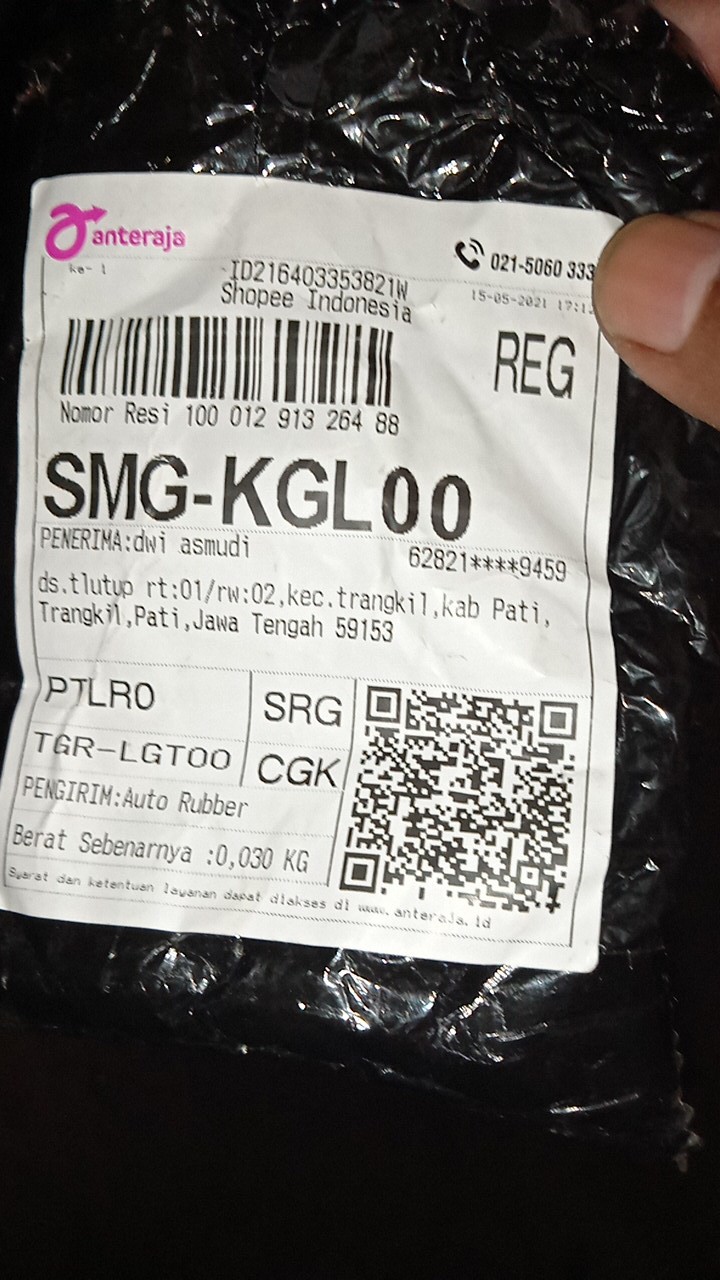 anteraja
021-5060 333
ke- 1
ID216403353821W
Shopee Indonesia
15-05-2021 17:1
REG
Nomor Resi 100 012 913 264 88
SMG-KGL00
PENERIMA:dwi asmudi
62821****9459
ds.tlutup rt:01/rw:02,kec.trangkil,kab Pati,
Trangkil,Pati,Jawa Tengah 59153
PTLR0
SRG
TGR-LGT00
CGK
PENGIRIM:Auto Rubber
Berat Sebenarnya :0,030 KG
Syarat dan ketentuan layanan dapat diakses di www.anteraja.id